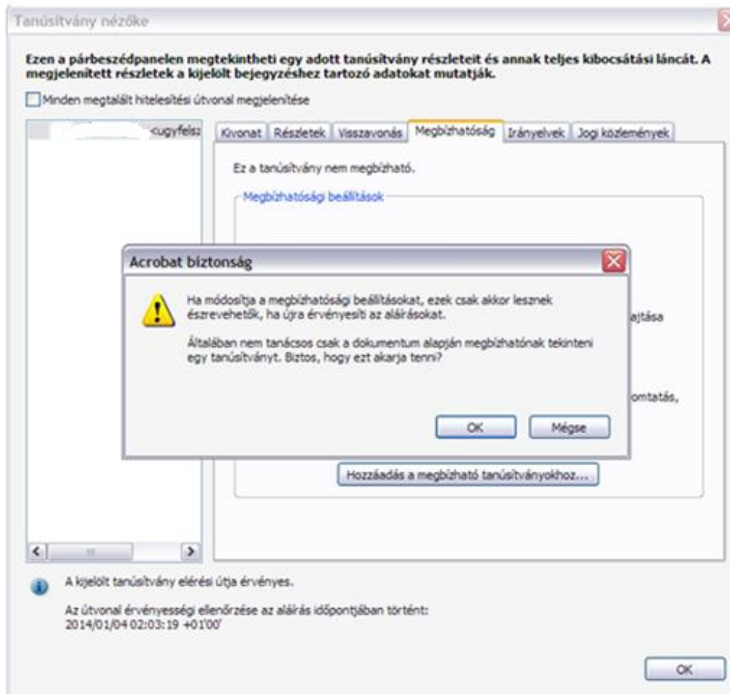 Tanúsítvány nézőke
Ezen a párbeszédpanelen megtekintheti egy adott tanúsítvány részleteit és annak teljes kibocsátási láncát. A
megjelenített részletek a kijelölt bejegyzéshez tartozó adatokat mutatják.
Minden megtalált hitelesítési útvonal megjelenítése
<ugyfelsz
Kivonat Részletek Visszavonás Megbízhatóság Irányelvek Jogi közlemények
Ez a tanúsítvány nem megbízható.
Megbízhatósági beállítások
Acrobat biztonság
Ha módosítja a megbízhatósági beállításokat, ezek csak akkor lesznek
észrevehetők, ha újra érvényesíti az aláírásokat.
ajtása
Általában nem tanácsos csak a dokumentum alapján megbízhatónak tekinteni
egy tanúsítványt. Biztos, hogy ezt akarja tenni?
omtatás,
OK Mégse
Hozzáadás a megbízható tanúsítványokhoz...
A kijelölt tanúsítvány elérési útja érvényes.
Az útvonal érvényességi ellenőrzése az aláírás időpontjában történt:
2014/01/04 02:03:19 +01'00'
OK